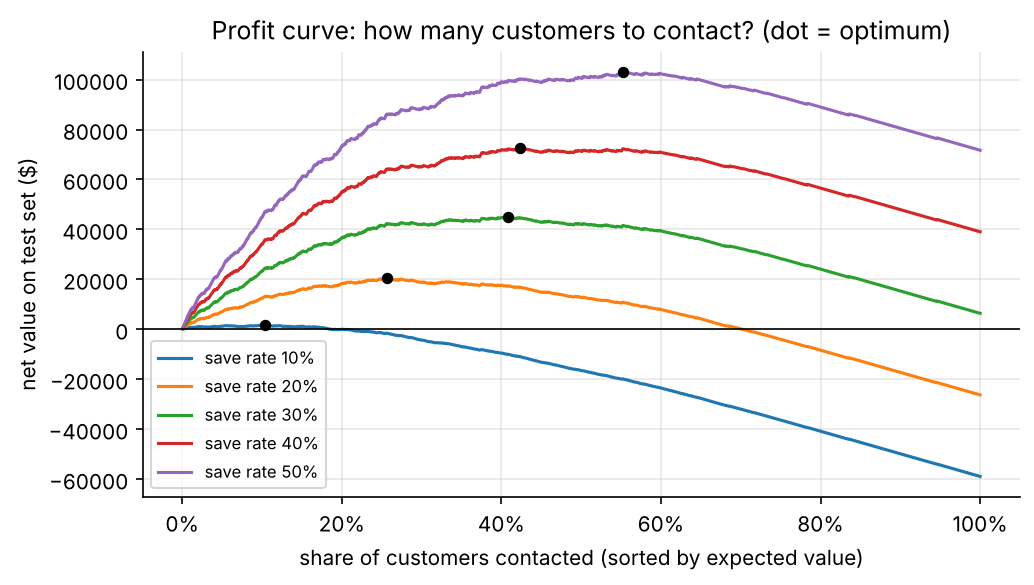 Profit curve: how many customers to contact? (dot = optimum)
net value on test set ($)
100000
80000
60000
40000
20000
0
−20000
−40000
−60000
save rate 10%
save rate 20%
save rate 30%
save rate 40%
save rate 50%
0% 20% 40% 60% 80% 100%
share of customers contacted (sorted by expected value)